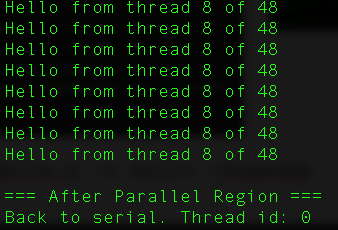 Hello from thread 8 of 48
Hello from thread 8 of 48
Hello from thread 8 of 48
Hello from thread 8 of 48
Hello from thread 8 of 48
Hello from thread 8 of 48
Hello from thread 8 of 48
Hello from thread 8 of 48
=== After Parallel Region ===
Back to serial. Thread id: 0